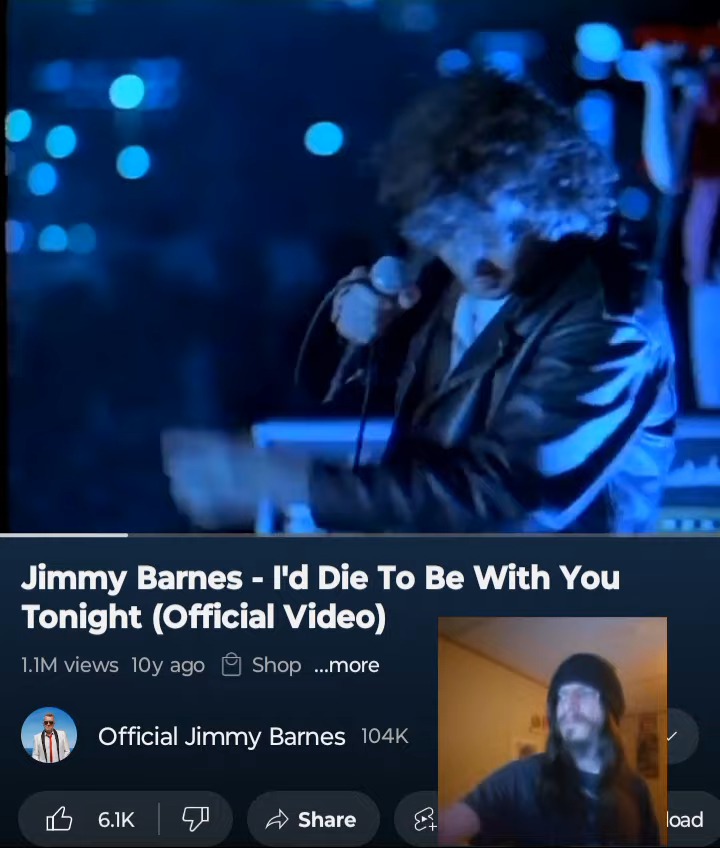 Jimmy Barnes - I'd Die To Be With You
Tonight (Official Video)
1.1M views 10y ago Shop ...more
Official Jimmy Barnes 104K
6.1K Share load